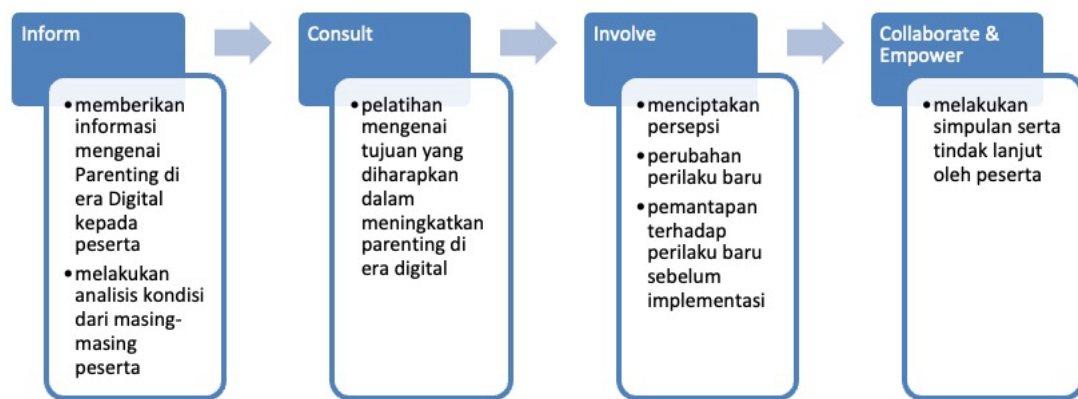 Inform
•memberikan
informasi
mengenai
Parenting di
era Digital
kepada
peserta
•melakukan
analisis kondisi
dari masing-
masing
peserta
Consult
•pelatihan
mengenai
tujuan yang
diharapkan
dalam
meningkatkan
parenting di
era digital
Involve
•menciptakan
persepsi
•perubahan
perilaku baru
•pemantapan
terhadap
perilaku baru
sebelum
implementasi
Collaborate &
Empower
•melakukan
simpulan serta
tindak lanjut
oleh peserta